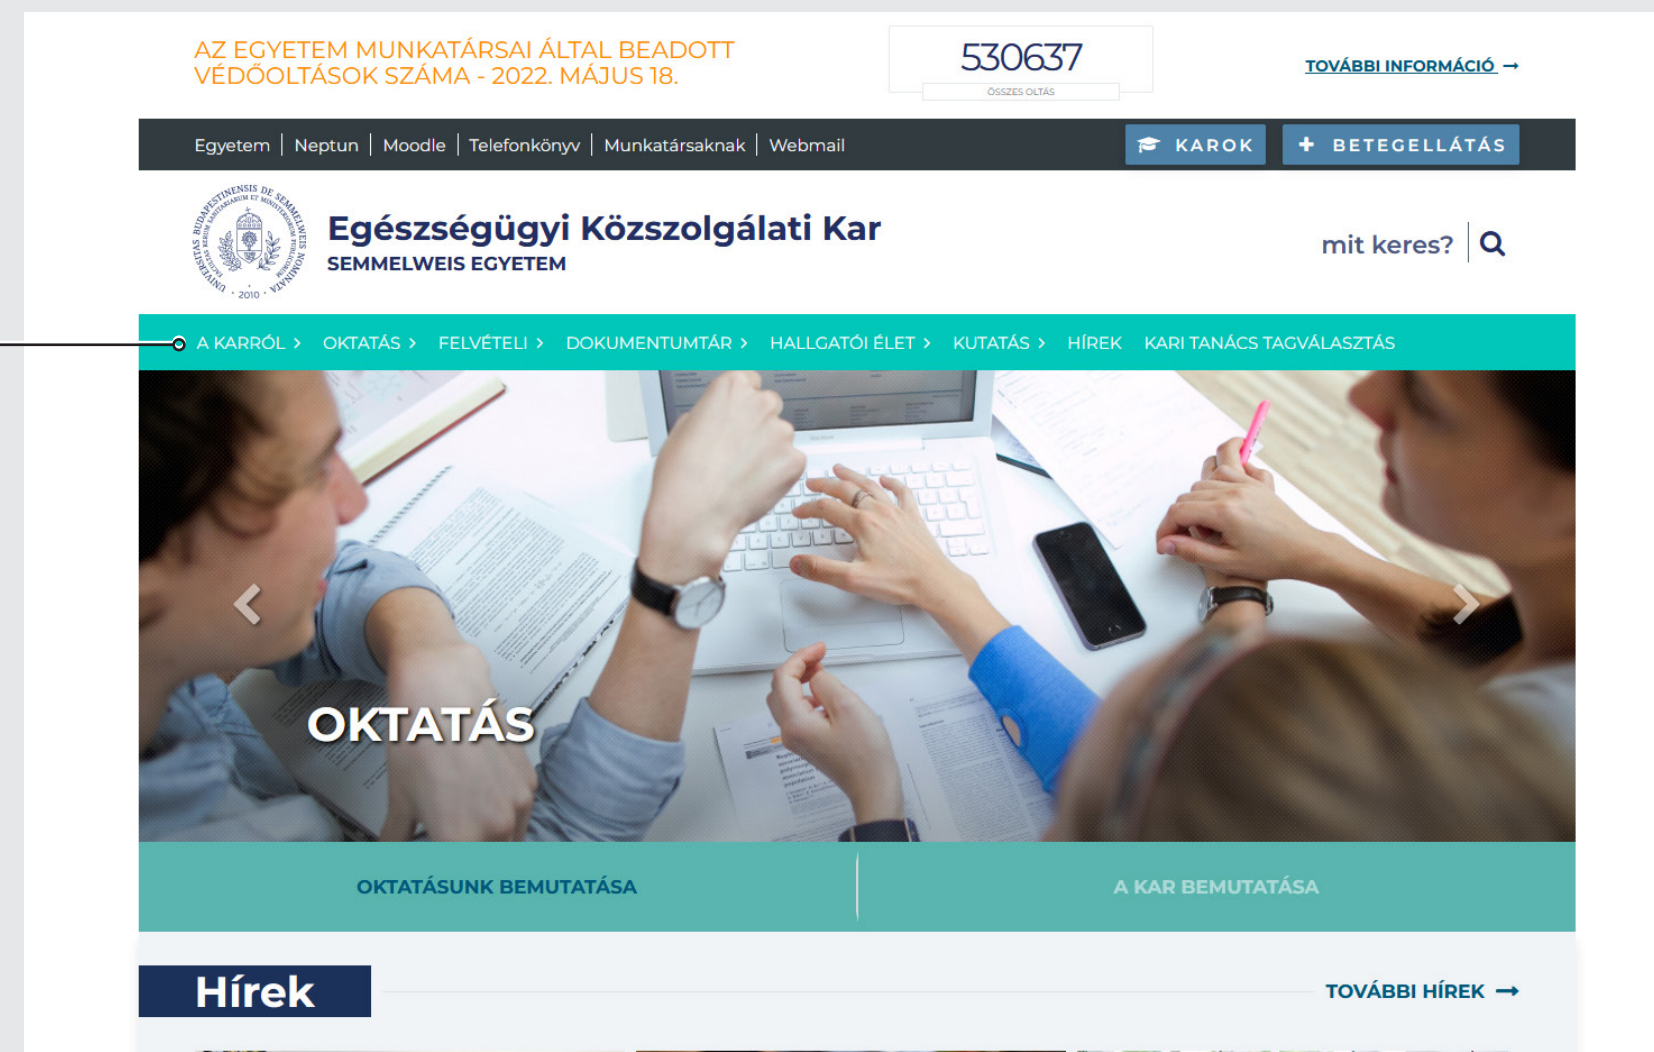 AZ EGYETEM MUNKATÁRSAI ÁLTAL BEADOTT
VÉDŐOLTÁSOK SZÁMA - 2022. MÁJUS 18.
530637
ÖSSZES OLTÁS
TOVÁBBI INFORMÁCIÓ →
Egyetem | Neptun | Moodle | Telefonkönyv | Munkatársaknak | Webmail
KAROK
+ BETEGELLÁTÁS
Egészségügyi Közszolgálati Kar
SEMMELWEIS EGYETEM
· 2010 ·
mit keres?
A KARRÓL > OKTATÁS > FELVÉTELI > DOKUMENTUMTÁR > HALLGATÓI ÉLET > KUTATÁS > HÍREK KARI TANÁCS TAGVÁLASZTÁS
OKTATÁS
OKTATÁSUNK BEMUTATÁSA
A KAR BEMUTATÁSA
Hírek
TOVÁBBI HÍREK →